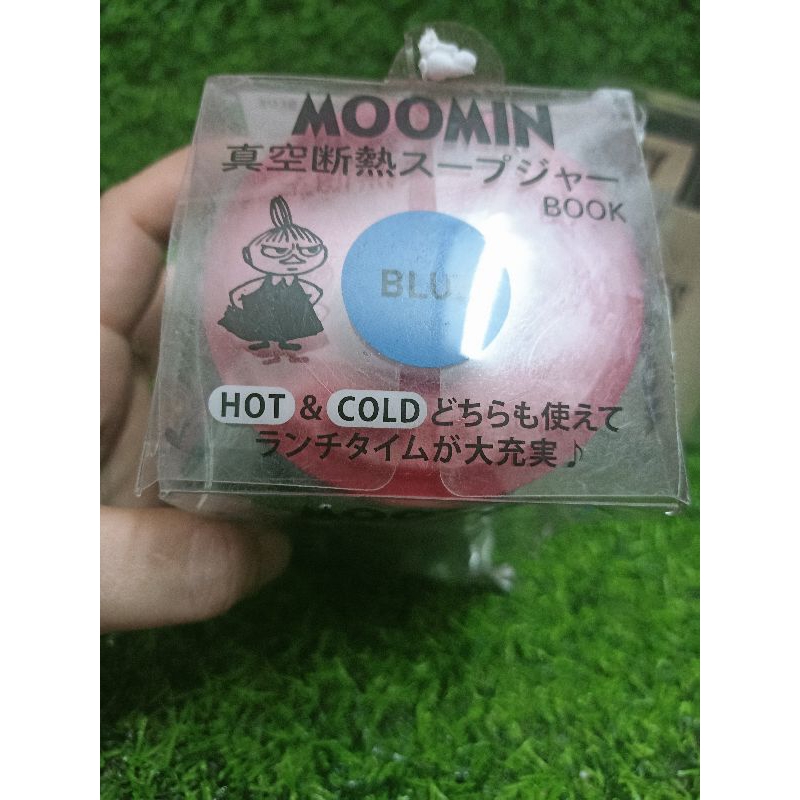 MOOMIN
真空断熱スープジャー
BOOK
HOT & COLD どちらも使えて
ランチタイムが大充実♪